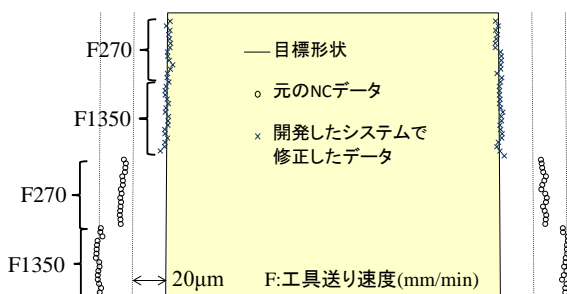 F270
F1350
F270
F1350
目標形状
元のNCデータ
開発したシステムで
修正したデータ
20μm
F:工具送り速度(mm/min)